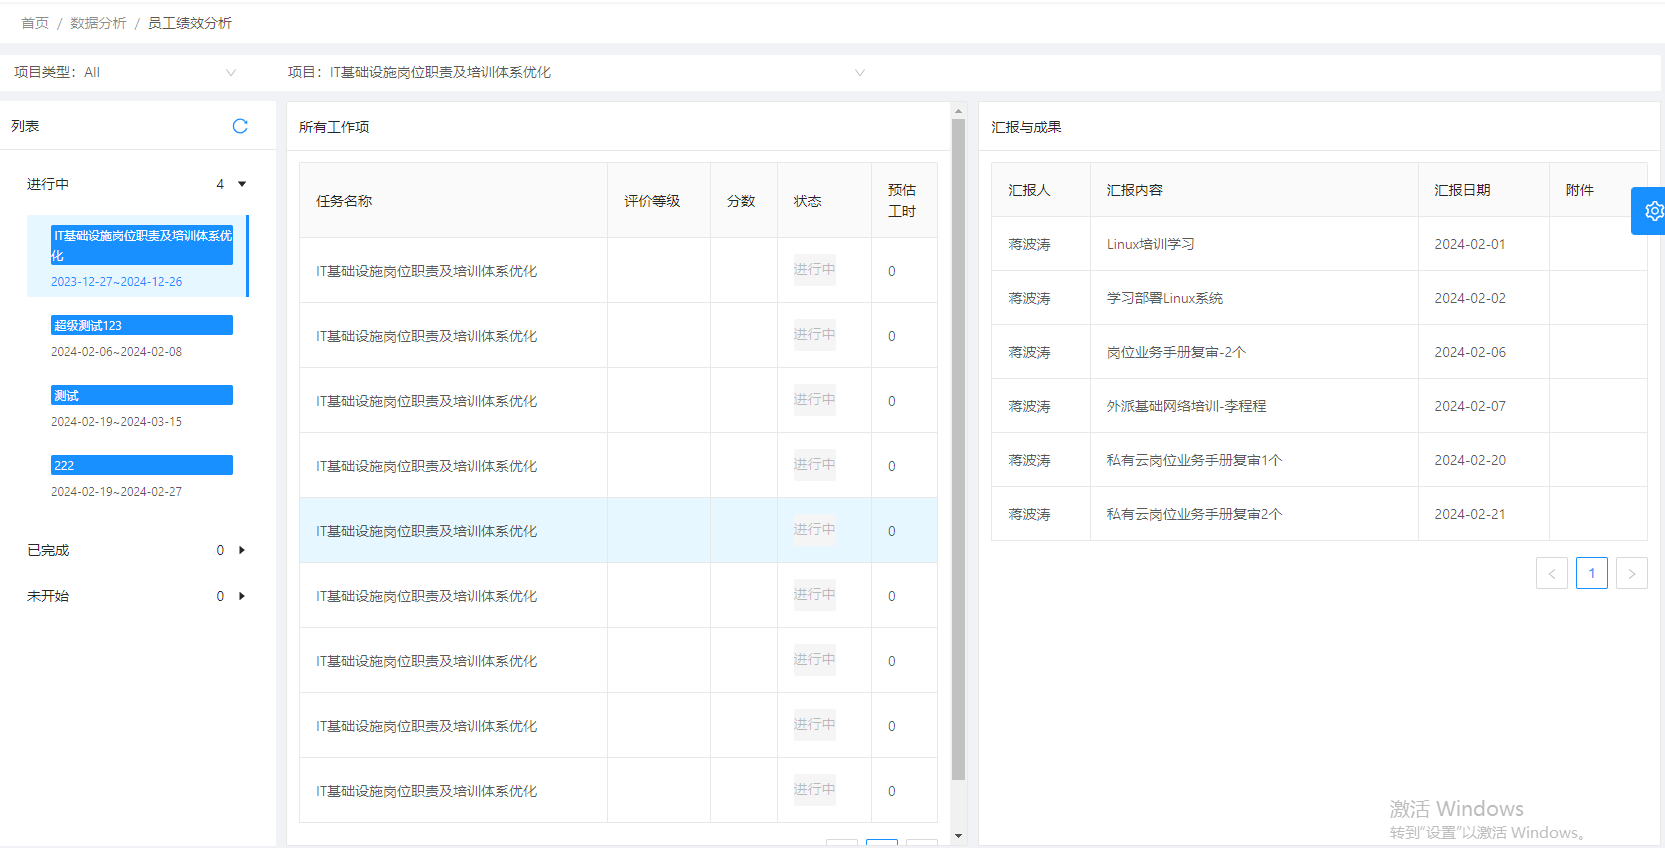 首页 / 数据分析 / 员工绩效分析
项目类型: All
项目: IT基础设施岗位职责及培训体系优化
列表
进行中 4
IT基础设施岗位职责及培训体系优
化
2023-12-27~2024-12-26
超级测试123
2024-02-06~2024-02-08
测试
2024-02-19~2024-03-15
222
2024-02-19~2024-02-27
已完成 0
未开始 0
所有工作项
任务名称 评价等级 分数 状态 预估
工时
IT基础设施岗位职责及培训体系优化 进行中 0
IT基础设施岗位职责及培训体系优化 进行中 0
IT基础设施岗位职责及培训体系优化 进行中 0
IT基础设施岗位职责及培训体系优化 进行中 0
IT基础设施岗位职责及培训体系优化 进行中 0
IT基础设施岗位职责及培训体系优化 进行中 0
IT基础设施岗位职责及培训体系优化 进行中 0
IT基础设施岗位职责及培训体系优化 进行中 0
IT基础设施岗位职责及培训体系优化 进行中 0
汇报与成果
汇报人 汇报内容 汇报日期 附件
蒋波涛 Linux培训学习 2024-02-01
蒋波涛 学习部署Linux系统 2024-02-02
蒋波涛 岗位业务手册复审-2个 2024-02-06
蒋波涛 外派基础网络培训-李程程 2024-02-07
蒋波涛 私有云岗位业务手册复审1个 2024-02-20
蒋波涛 私有云岗位业务手册复审2个 2024-02-21
< 1 >
激活 Windows
转到"设置"以激活 Windows。